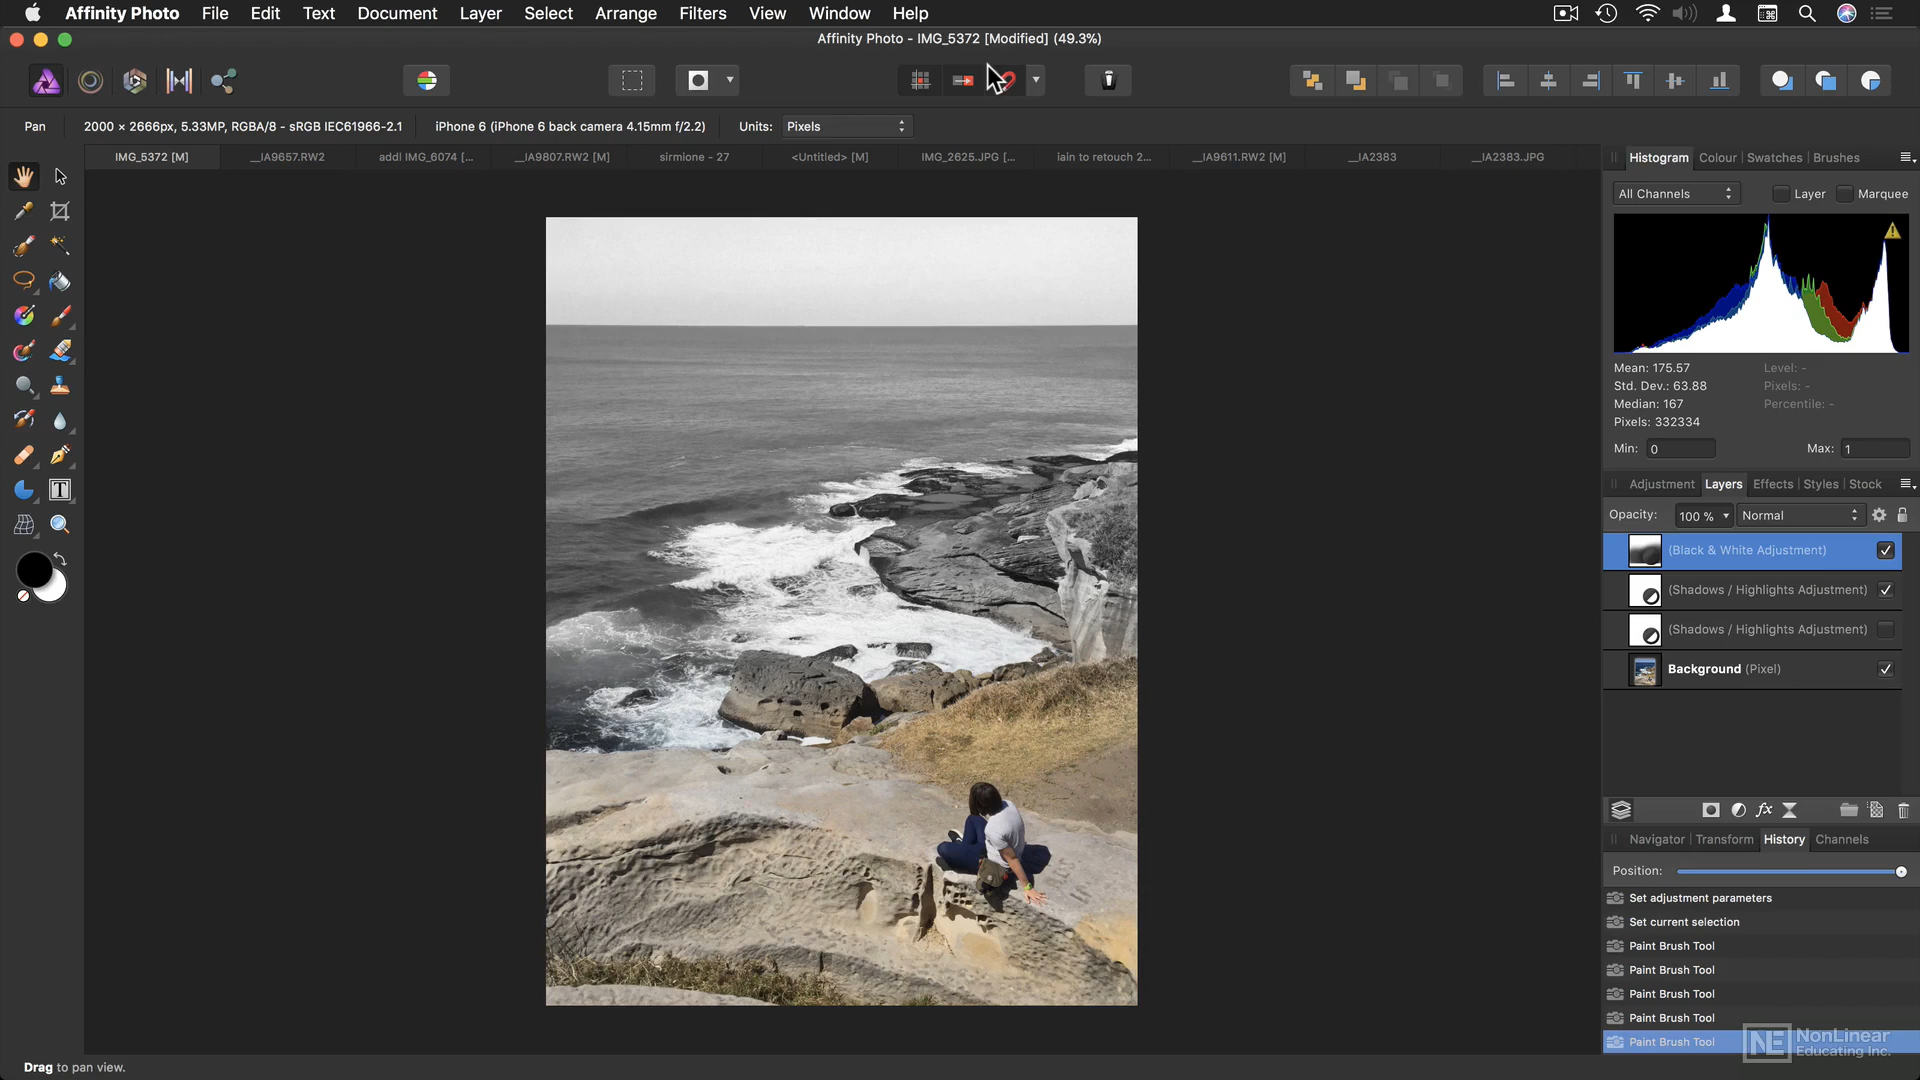 Affinity Photo File Edit Text Document Layer Select Arrange Filters View Window Help
Affinity Photo - IMG_5372 [Modified] (49.3%)
Pan 2000 × 2666px, 5.33MP, RGBA/8 - sRGB IEC61966-2.1 iPhone 6 (iPhone 6 back camera 4.15mm f/2.2) Units: Pixels
IMG_5372 [M] __IA9657.RW2 addl IMG_6074 [... __IA9807.RW2 [M] sirmione - 27 <Untitled> [M] IMG_2625.JPG [... iain to retouch 2... __IA9611.RW2 [M] __IA2383 __IA2383.JPG
Histogram Colour Swatches Brushes
All Channels Layer Marquee
Mean: 175.57 Level: -
Std. Dev.: 63.88 Pixels: -
Median: 167 Percentile: -
Pixels: 332334
Min: 0 Max: 1
Adjustment Layers Effects Styles Stock
Opacity: 100 % Normal
(Black & White Adjustment)
(Shadows / Highlights Adjustment)
(Shadows / Highlights Adjustment)
Background (Pixel)
fx
Navigator Transform History Channels
Position:
Set adjustment parameters
Set current selection
Paint Brush Tool
Paint Brush Tool
Paint Brush Tool
Paint Brush Tool
Paint Brush Tool
NE NonLinear
Educating Inc.
T
Drag to pan view.